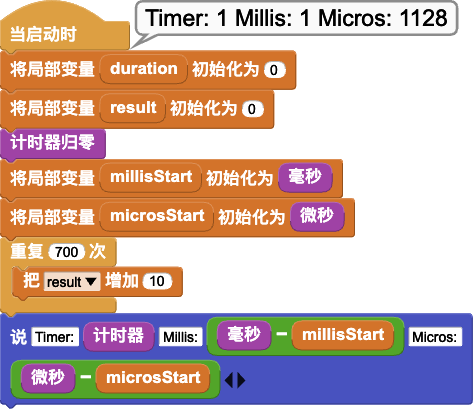 当启动时
Timer: 1 Millis: 1 Micros: 1128
将局部变量 duration 初始化为 0
将局部变量 result 初始化为 0
计时器归零
将局部变量 millisStart 初始化为 毫秒
将局部变量 microsStart 初始化为 微秒
重复 700 次
把 result ▼ 增加 10
说 Timer: 计时器 Millis: 毫秒 − millisStart Micros:
微秒 − microsStart